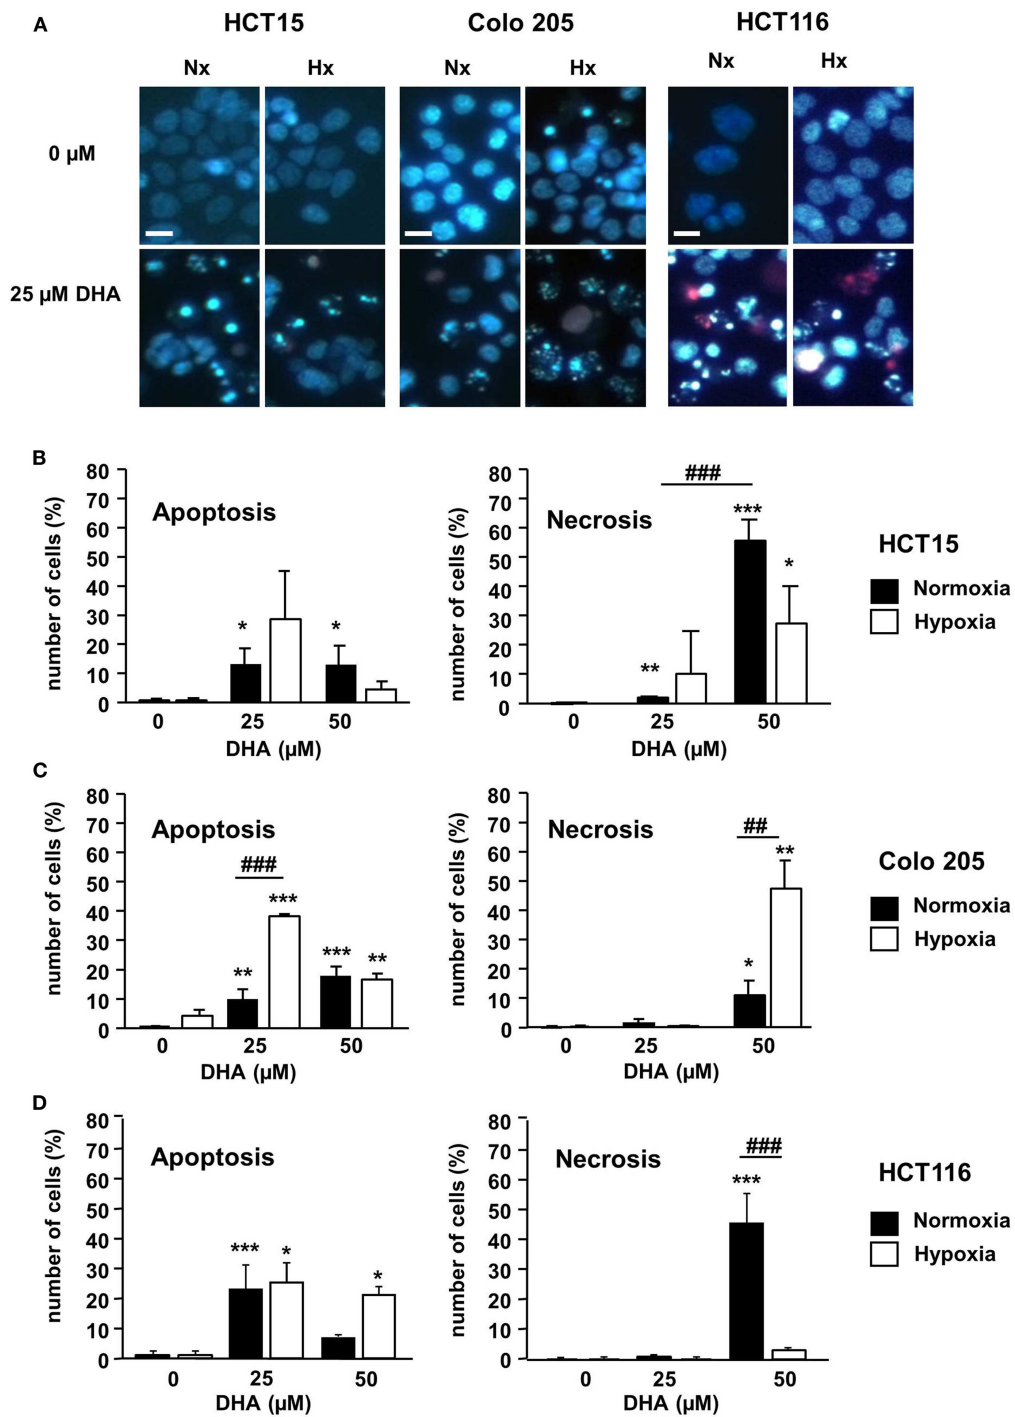 A
HCT15 Colo 205 HCT116
Nx Hx Nx Hx Nx Hx
0 µM
25 µM DHA
B
Apoptosis
number of cells (%)
80
70
60
50
40
30
20
10
0
* *
0 25 50
DHA (µM)
Necrosis
number of cells (%)
80
70
60
50
40
30
20
10
0
###
** *** *
0 25 50
DHA (µM)
HCT15
Normoxia
Hypoxia
C
Apoptosis
number of cells (%)
80
70
60
50
40
30
20
10
0
###
** *** *** **
0 25 50
DHA (µM)
Necrosis
number of cells (%)
80
70
60
50
40
30
20
10
0
##
* **
0 25 50
DHA (µM)
Colo 205
Normoxia
Hypoxia
D
Apoptosis
number of cells (%)
80
70
60
50
40
30
20
10
0
*** * *
0 25 50
DHA (µM)
Necrosis
number of cells (%)
80
70
60
50
40
30
20
10
0
###
***
0 25 50
DHA (µM)
HCT116
Normoxia
Hypoxia